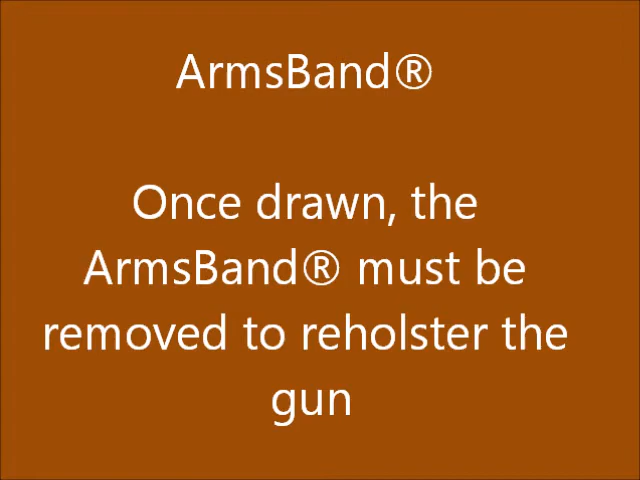 ArmsBand®
Once drawn, the
ArmsBand® must be
removed to reholster the
gun